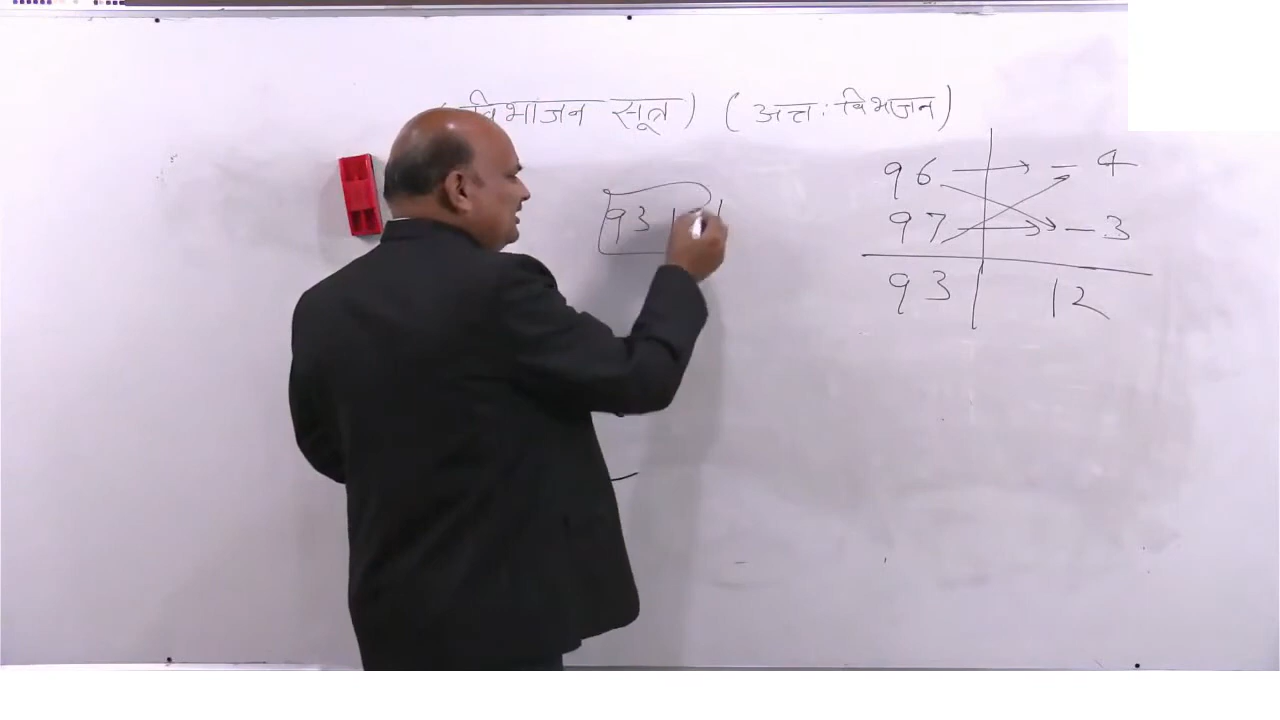 विभाजन सूत्र) (अत्त: विभाजन)
96 → - 4
97 → - 3
93 | 12
93